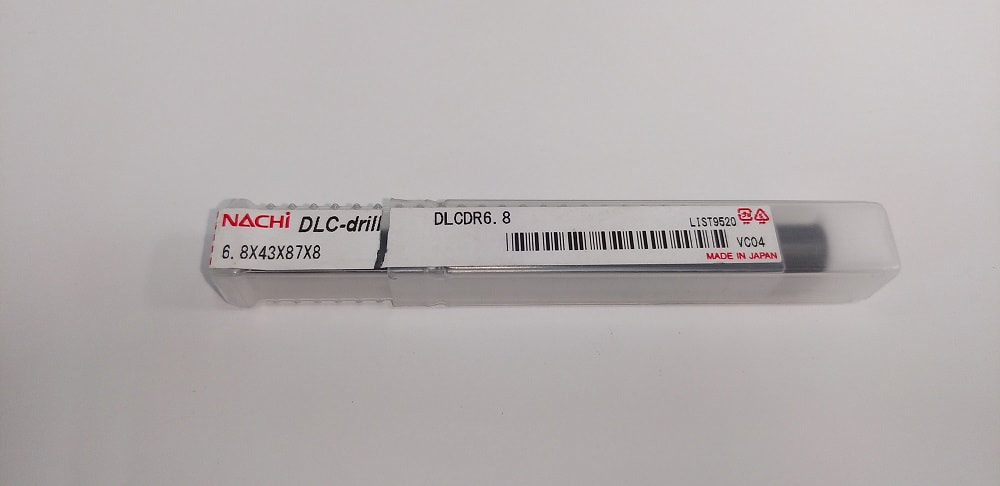 NACHi DLC-drill
6.8X43X87X8
DLCDR6.8
LIST9520
VC04
MADE IN JAPAN